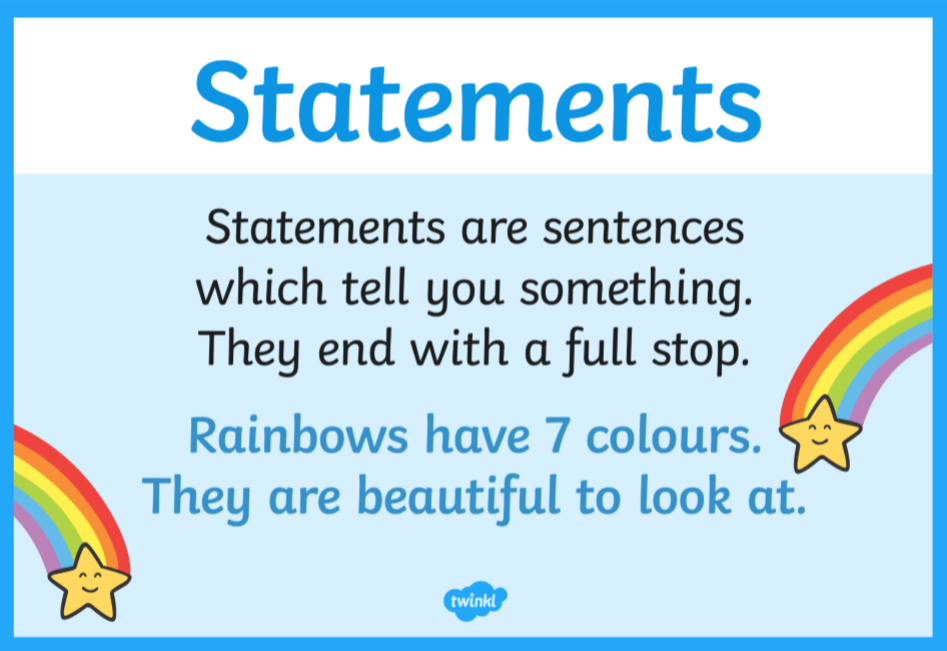 Statements
Statements are sentences
which tell you something.
They end with a full stop.
Rainbows have 7 colours.
They are beautiful to look at.
twinkl